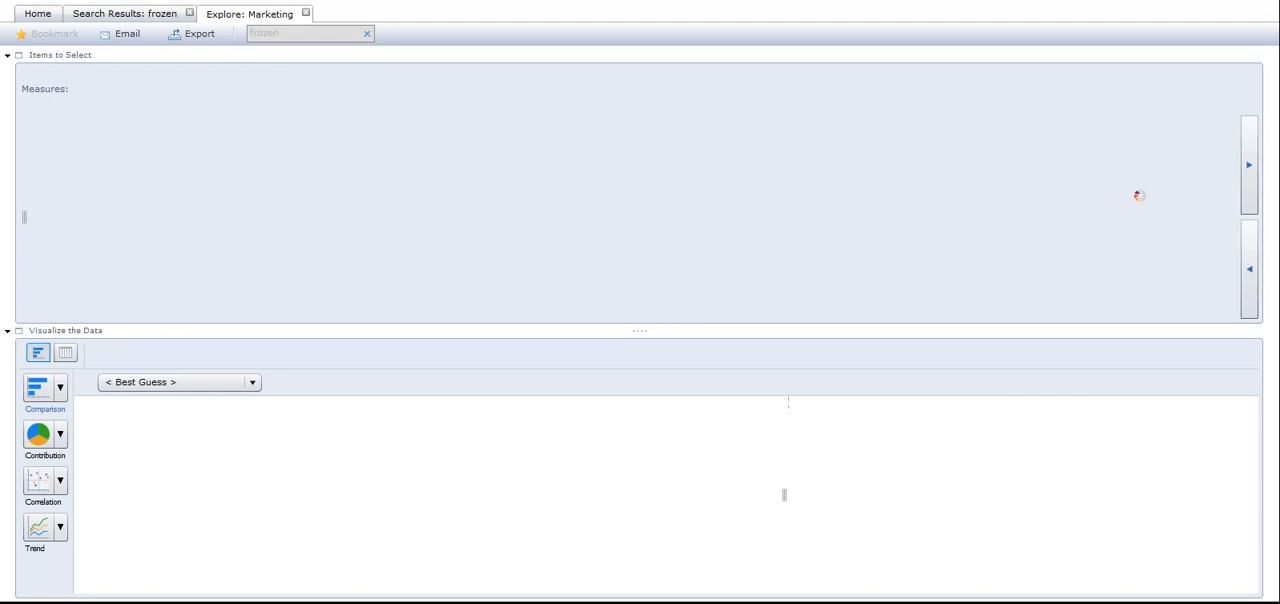 Home Search Results: frozen Explore: Marketing
Bookmark Email Export frozen
Items to Select
Measures:
Visualize the Data
< Best Guess >
Comparison
Contribution
Correlation
Trend